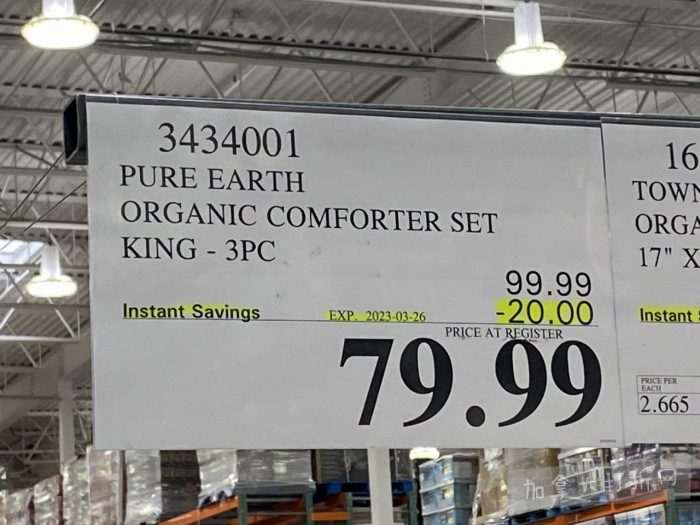 3434001
PURE EARTH
ORGANIC COMFORTER SET
KING - 3PC
99.99
Instant Savings EXP. 2023-03-26 -20.00
PRICE AT REGISTER
79.99
16
TOWN
ORGA
17" X
Instant
PRICE PER
EACH
2.665